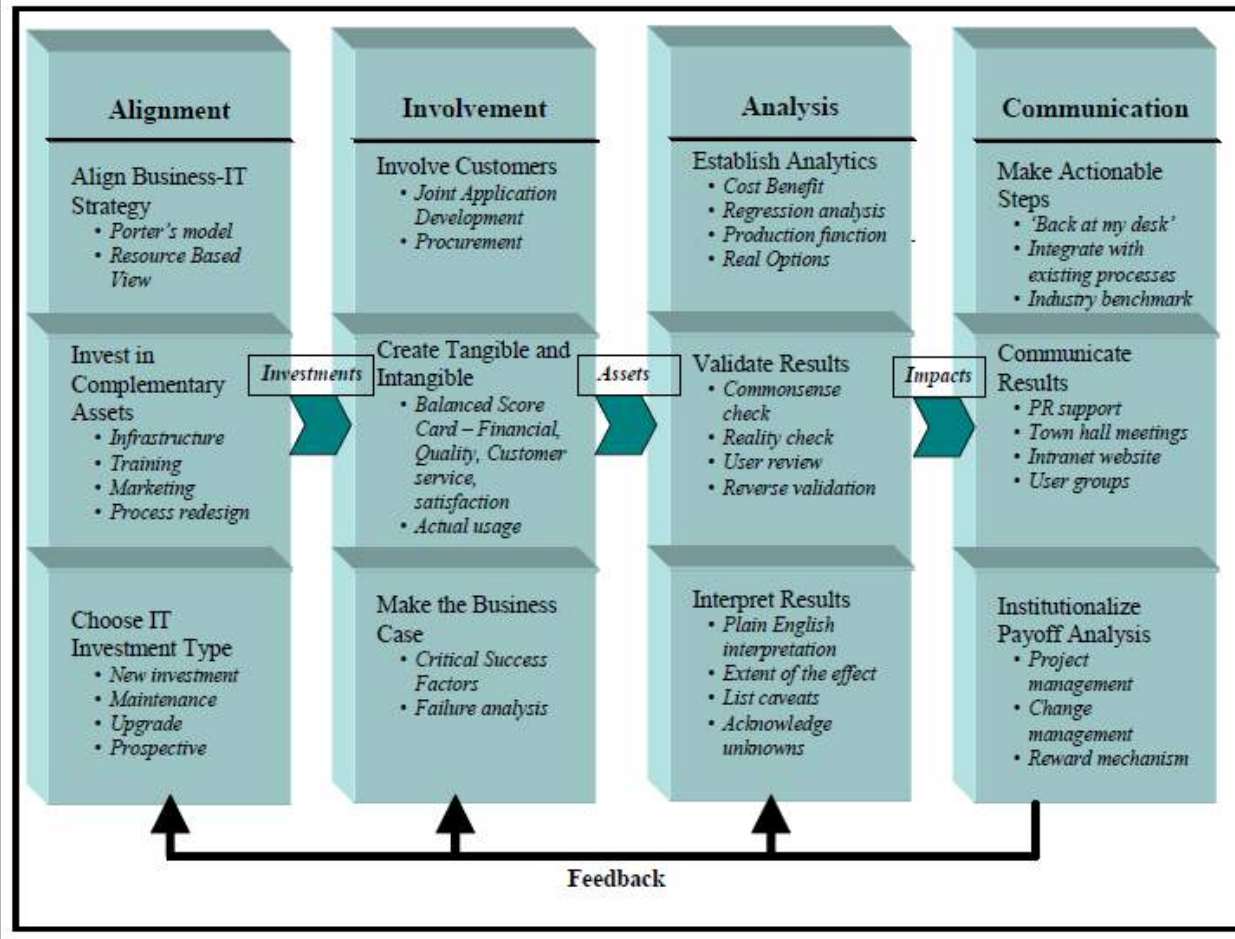 Alignment
Align Business-IT
Strategy
• Porter's model
• Resource Based
View
Invest in
Complementary
Assets
• Infrastructure
• Training
• Marketing
• Process redesign
Choose IT
Investment Type
• New investment
• Maintenance
• Upgrade
• Prospective
Investments
Involvement
Involve Customers
• Joint Application
Development
• Procurement
Create Tangible and
Intangible
• Balanced Score
Card – Financial,
Quality, Customer
service,
satisfaction
• Actual usage
Make the Business
Case
• Critical Success
Factors
• Failure analysis
Assets
Analysis
Establish Analytics
• Cost Benefit
• Regression analysis
• Production function
• Real Options
Validate Results
• Commonsense
check
• Reality check
• User review
• Reverse validation
Interpret Results
• Plain English
interpretation
• Extent of the effect
• List caveats
• Acknowledge
unknowns
Impacts
Communication
Make Actionable
Steps
• 'Back at my desk'
• Integrate with
existing processes
• Industry benchmark
Communicate
Results
• PR support
• Town hall meetings
• Intranet website
• User groups
Institutionalize
Payoff Analysis
• Project
management
• Change
management
• Reward mechanism
Feedback